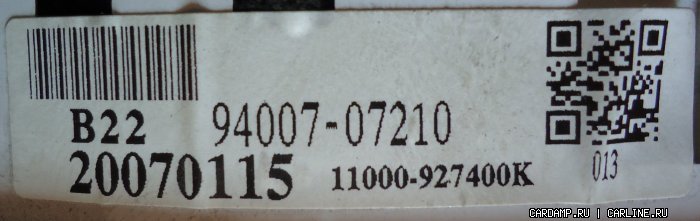 B22 94007-07210
20070115 11000-927400K 013
CARDAMP.RU | CARLINE.RU